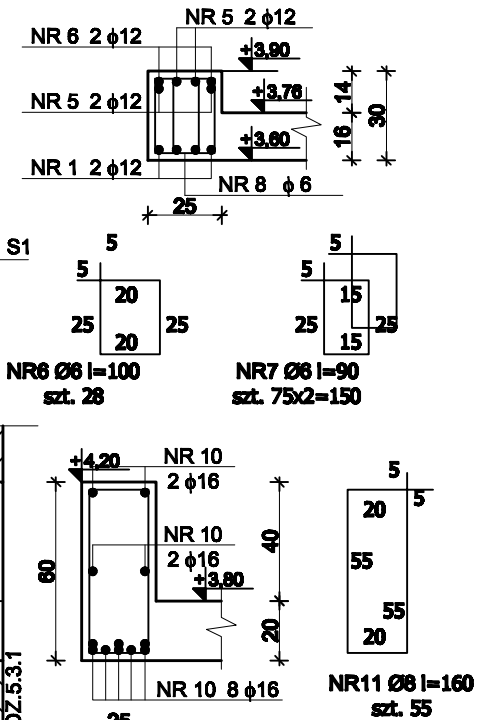 NR 5 2 ϕ12
NR 6 2 ϕ12
+3,90
+3,76
NR 5 2 ϕ12
14
16
30
+3,60
NR 1 2 ϕ12
NR 8 ϕ 6
25
S1
5
5
20
25
25
20
NR6 Ø6 l=100
szt. 28
5
5
15
25
15
NR7 Ø6 l=90
szt. 75x2=150
+4,20
NR 10
2 ϕ16
60
NR 10
2 ϕ16
+3,80
40
20
NR 10 8 ϕ16
25
5
5
20
55
55
20
NR11 Ø8 l=160
szt. 55